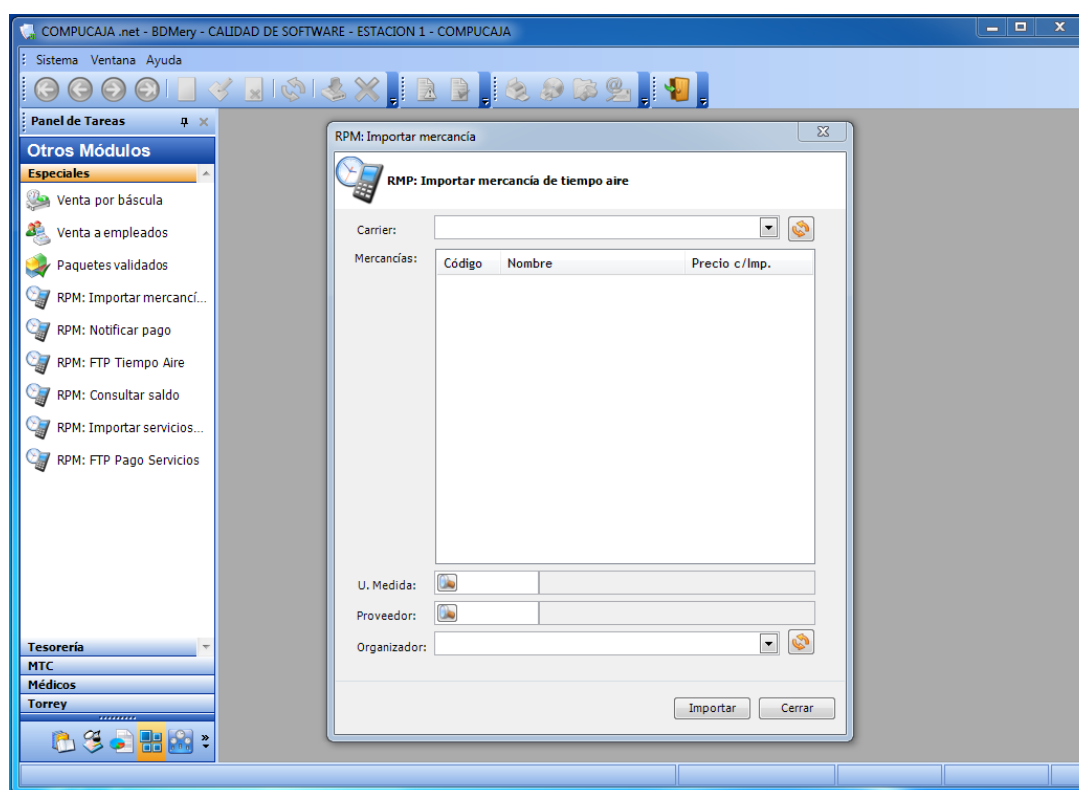 COMPUCAJA .net - BDMery - CALIDAD DE SOFTWARE - ESTACION 1 - COMPUCAJA
Sistema Ventana Ayuda
Panel de Tareas
Otros Módulos
Especiales
Venta por báscula
Venta a empleados
Paquetes validados
RPM: Importar mercancí...
RPM: Notificar pago
RPM: FTP Tiempo Aire
RPM: Consultar saldo
RPM: Importar servicios...
RPM: FTP Pago Servicios
Tesorería
MTC
Médicos
Torrey
RPM: Importar mercancía
RMP: Importar mercancía de tiempo aire
Carrier:
Mercancías:
Código Nombre Precio c/Imp.
U. Medida:
Proveedor:
Organizador:
Importar Cerrar